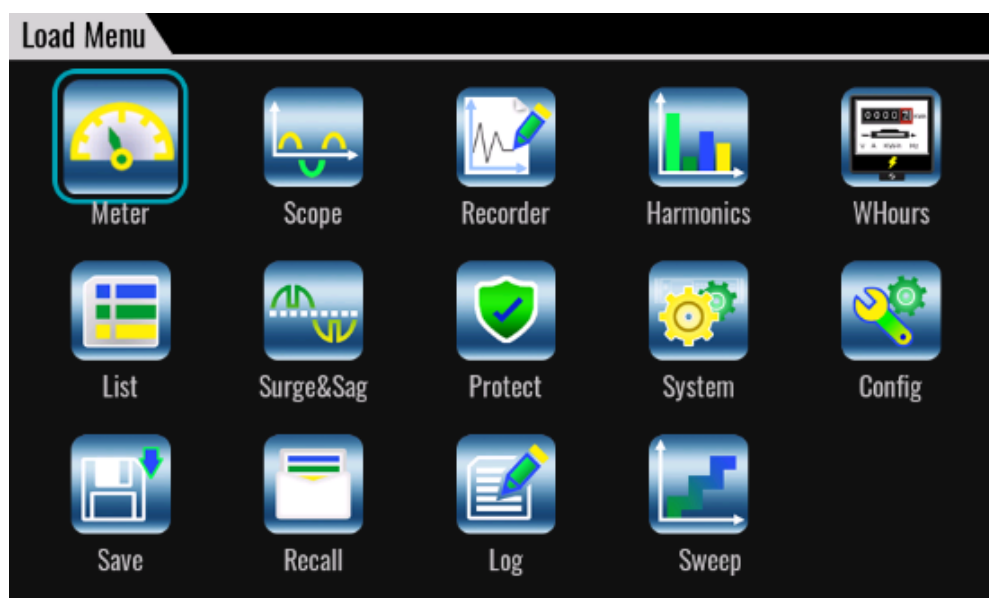 Load Menu
Meter
Scope
Recorder
Harmonics
WHours
List
Surge&Sag
Protect
System
Config
Save
Recall
Log
Sweep